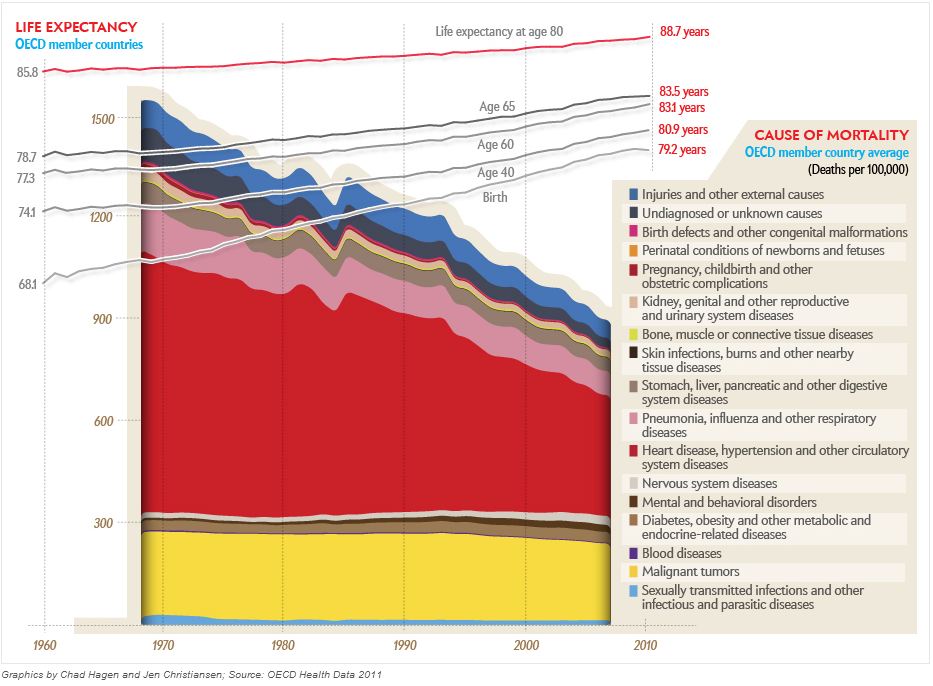 LIFE EXPECTANCY
OECD member countries
Life expectancy at age 80
88.7 years
85.8
83.5 years
Age 65
83.1 years
1500
Age 60
80.9 years
78.7
79.2 years
77.3
Age 40
Birth
74.1
1200
68.1
900
600
300
1960
1970
1980
1990
2000
2010
CAUSE OF MORTALITY
OECD member country average
(Deaths per 100,000)
Injuries and other external causes
Undiagnosed or unknown causes
Birth defects and other congenital malformations
Perinatal conditions of newborns and fetuses
Pregnancy, childbirth and other
obstetric complications
Kidney, genital and other reproductive
and urinary system diseases
Bone, muscle or connective tissue diseases
Skin infections, burns and other nearby
tissue diseases
Stomach, liver, pancreatic and other digestive
system diseases
Pneumonia, influenza and other respiratory
diseases
Heart disease, hypertension and other circulatory
system diseases
Nervous system diseases
Mental and behavioral disorders
Diabetes, obesity and other metabolic and
endocrine-related diseases
Blood diseases
Malignant tumors
Sexually transmitted infections and other
infectious and parasitic diseases
Graphics by Chad Hagen and Jen Christiansen; Source: OECD Health Data 2011